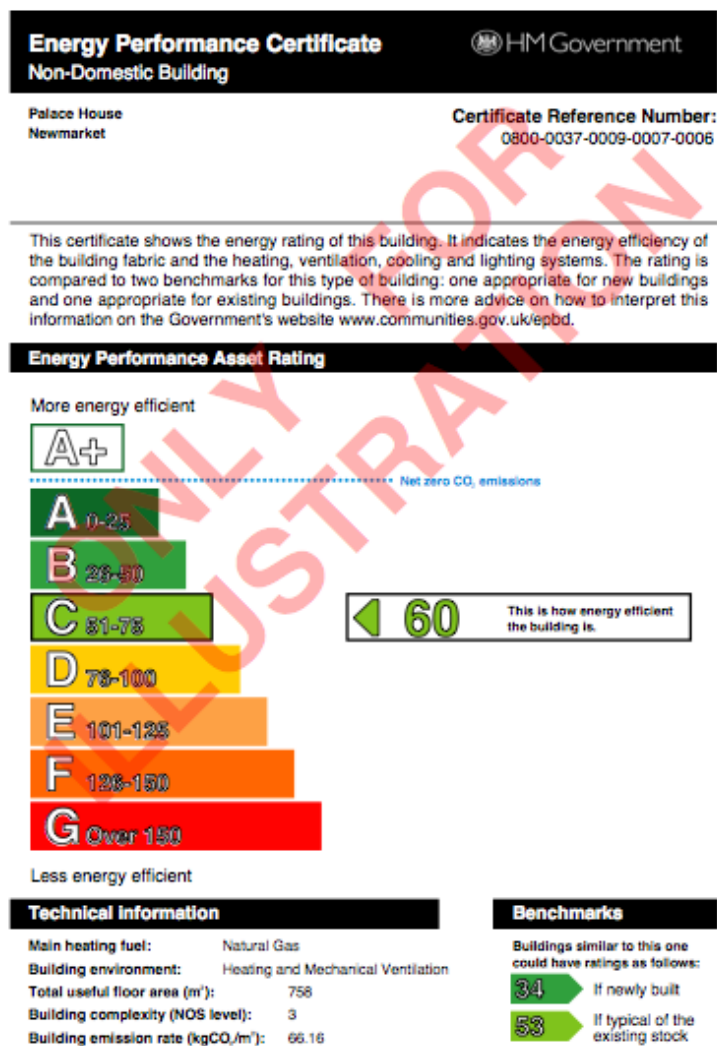 Energy Performance Certificate
HM Government
Non-Domestic Building
Palace House
Newmarket
Certificate Reference Number:
0800-0037-0009-0007-0006
This certificate shows the energy rating of this building. It indicates the energy efficiency of
the building fabric and the heating, ventilation, cooling and lighting systems. The rating is
compared to two benchmarks for this type of building: one appropriate for new buildings
and one appropriate for existing buildings. There is more advice on how to interpret this
information on the Government's website www.communities.gov.uk/epbd.
Energy Performance Asset Rating
More energy efficient
A+
Net zero CO₂ emissions
A 0-25
B 26-50
C 51-75
60 This is how energy efficient
the building is.
D 76-100
E 101-125
F 126-150
G Over 150
Less energy efficient
ONLY FOR
ILLUSTRATION
Technical information
Main heating fuel: Natural Gas
Building environment: Heating and Mechanical Ventilation
Total useful floor area (m²): 758
Building complexity (NOS level): 3
Building emission rate (kgCO₂/m²): 66.16
Benchmarks
Buildings similar to this one
could have ratings as follows:
34 If newly built
53 If typical of the
existing stock